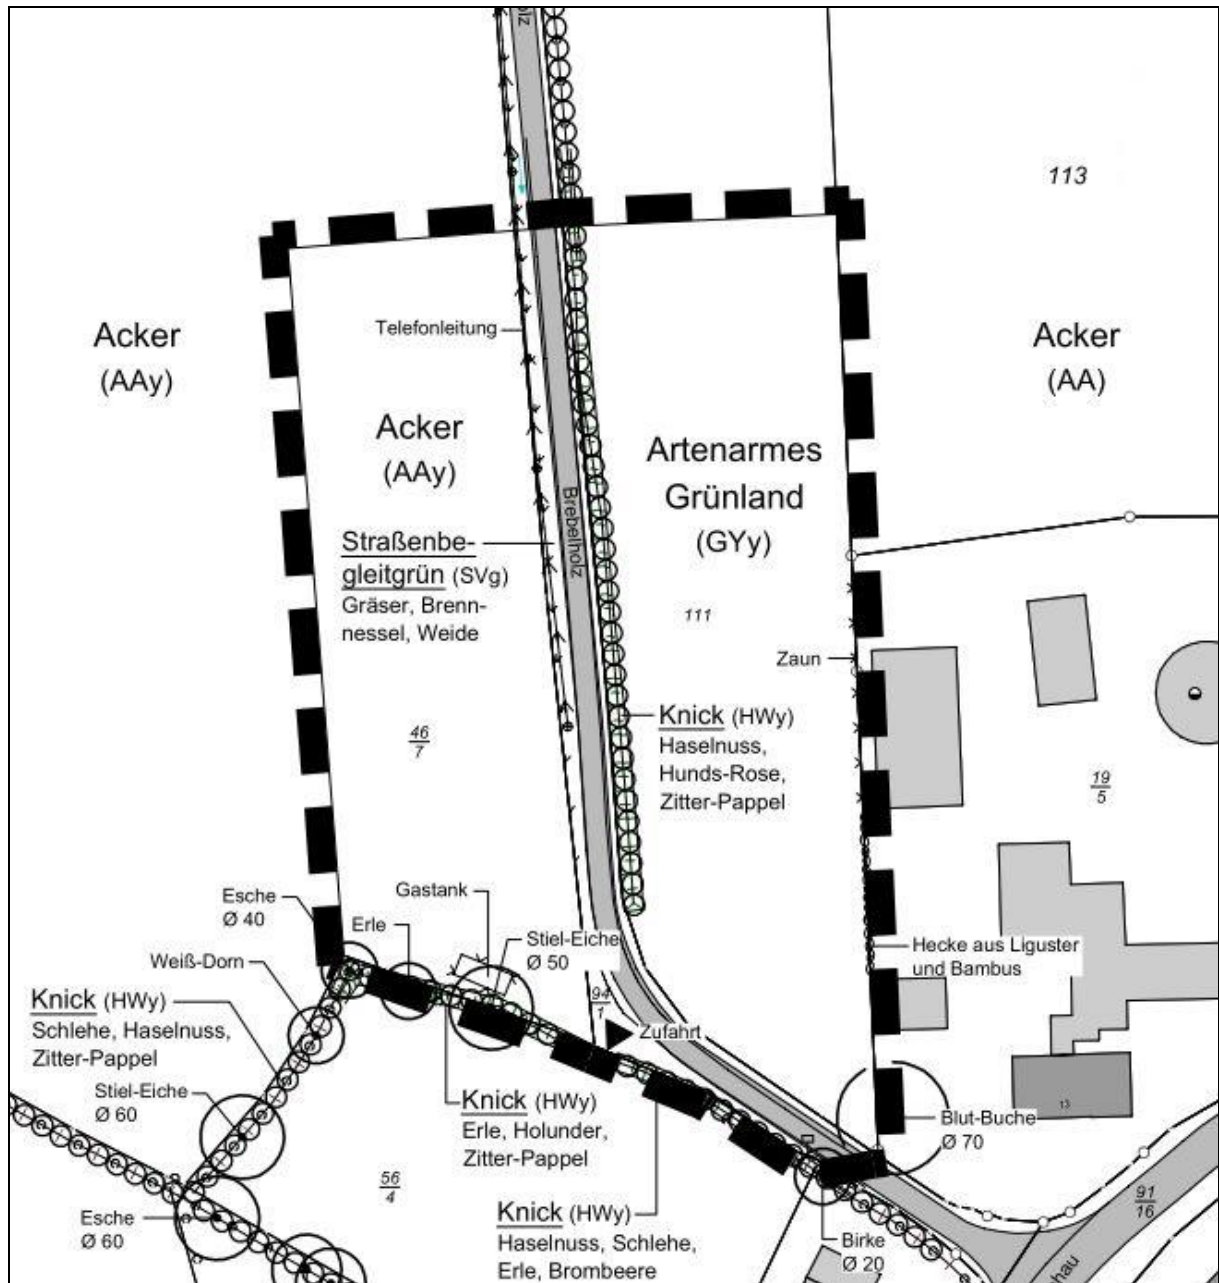 olz
113
Acker
(AAy)
Telefonleitung
Acker
(AA)
Acker
(AAy)
Artenarmes
Grünland
(GYy)
Brebelholz
Straßenbe-
gleitgrün (SVg)
Gräser, Brenn-
nessel, Weide
111
Zaun
Knick (HWy)
Haselnuss,
Hunds-Rose,
Zitter-Pappel
46
7
19
5
Esche
Ø 40
Gastank
Erle
Stiel-Eiche
Ø 50
Hecke aus Liguster
und Bambus
Weiß-Dorn
Knick (HWy)
Schlehe, Haselnuss,
Zitter-Pappel
94
1
Zufahrt
Stiel-Eiche
Ø 60
Knick (HWy)
Erle, Holunder,
Zitter-Pappel
13
Blut-Buche
Ø 70
56
4
91
16
Esche
Ø 60
Knick (HWy)
Haselnuss, Schlehe,
Erle, Brombeere
Birke
Ø 20
hau